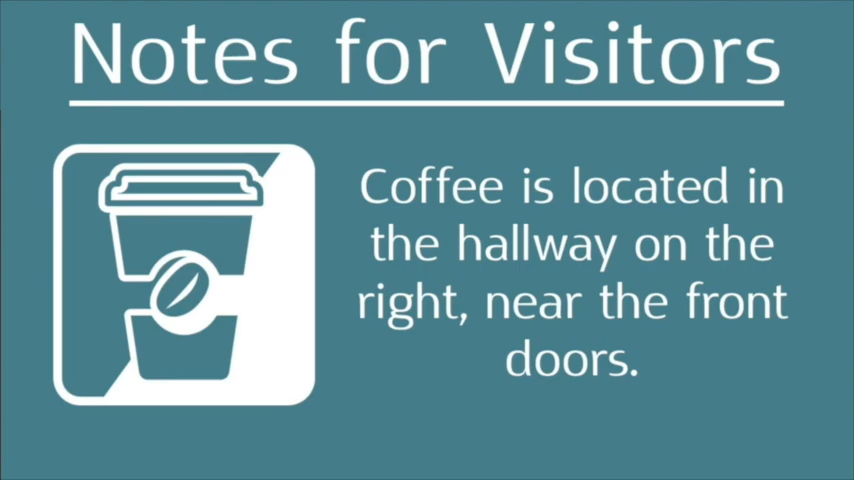 Notes for Visitors
Coffee is located in
the hallway on the
right, near the front
doors.